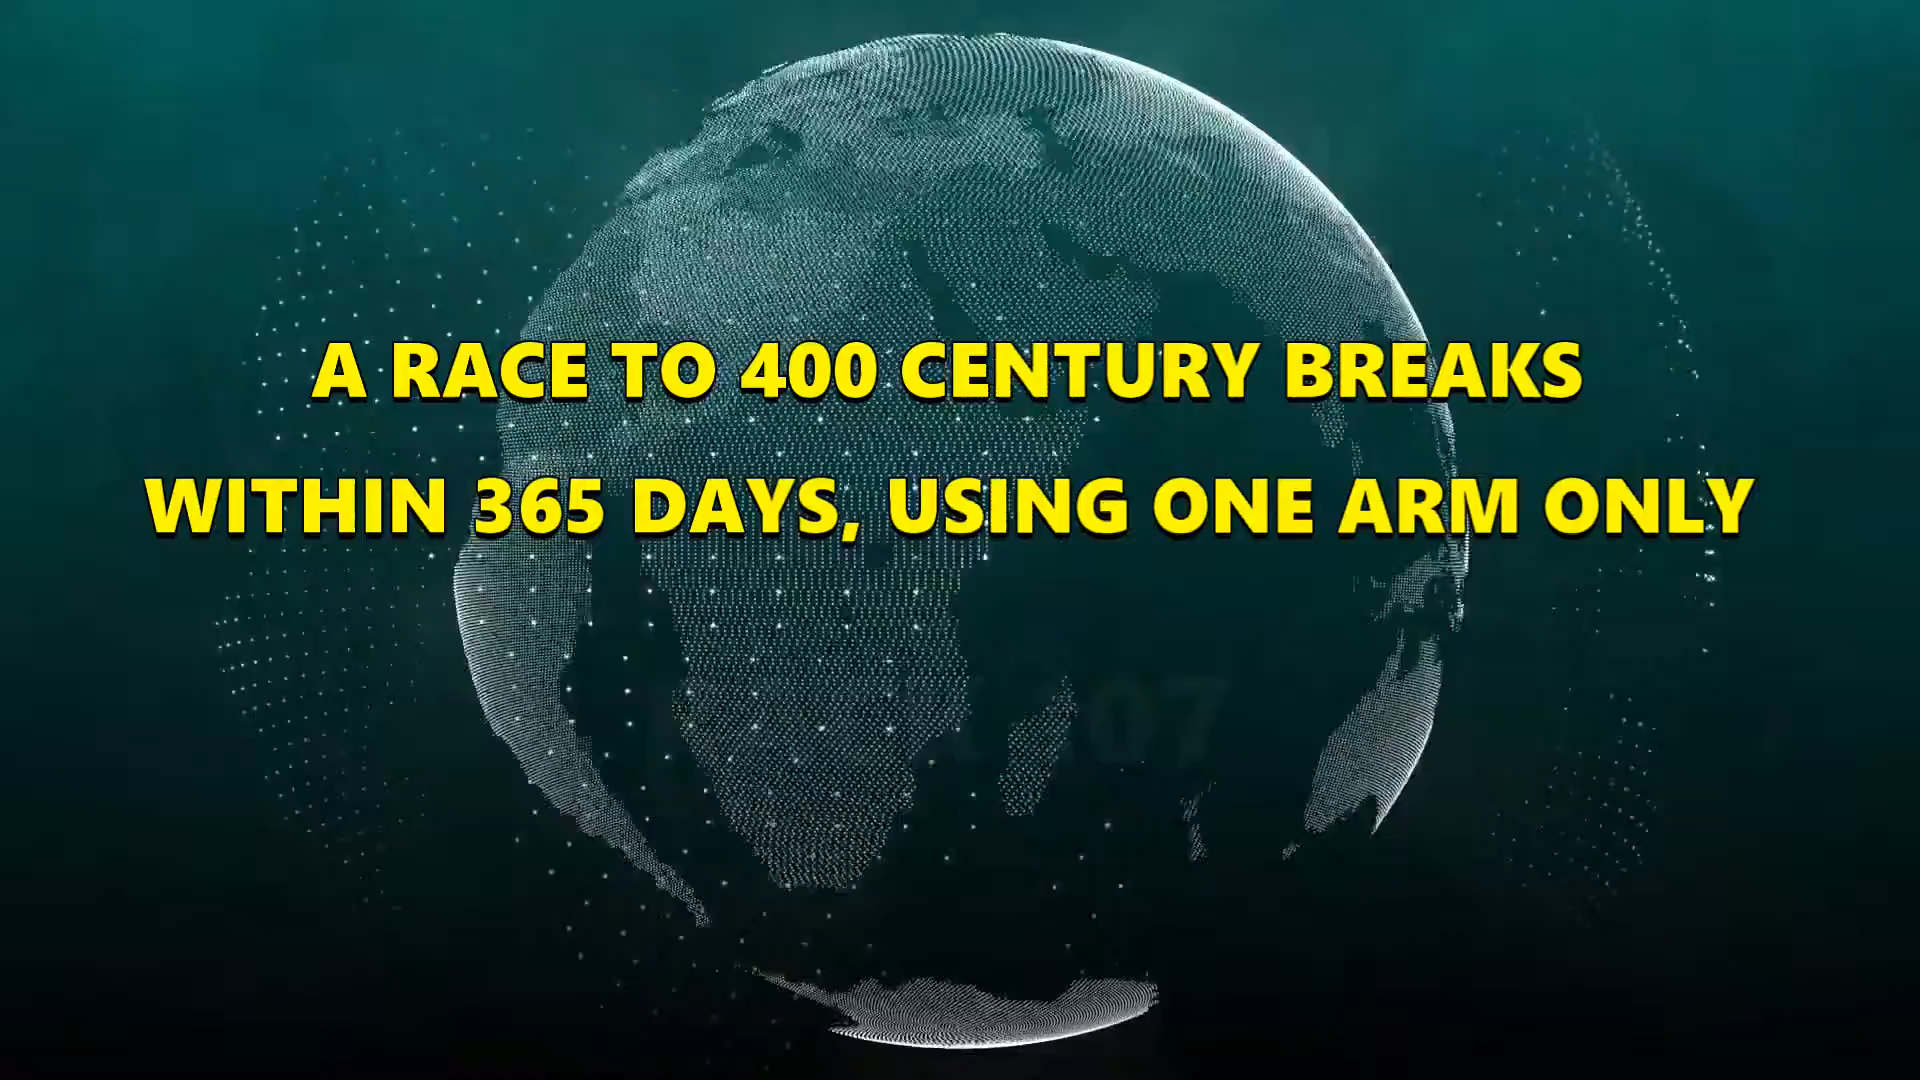 A RACE TO 400 CENTURY BREAKS
WITHIN 365 DAYS, USING ONE ARM ONLY